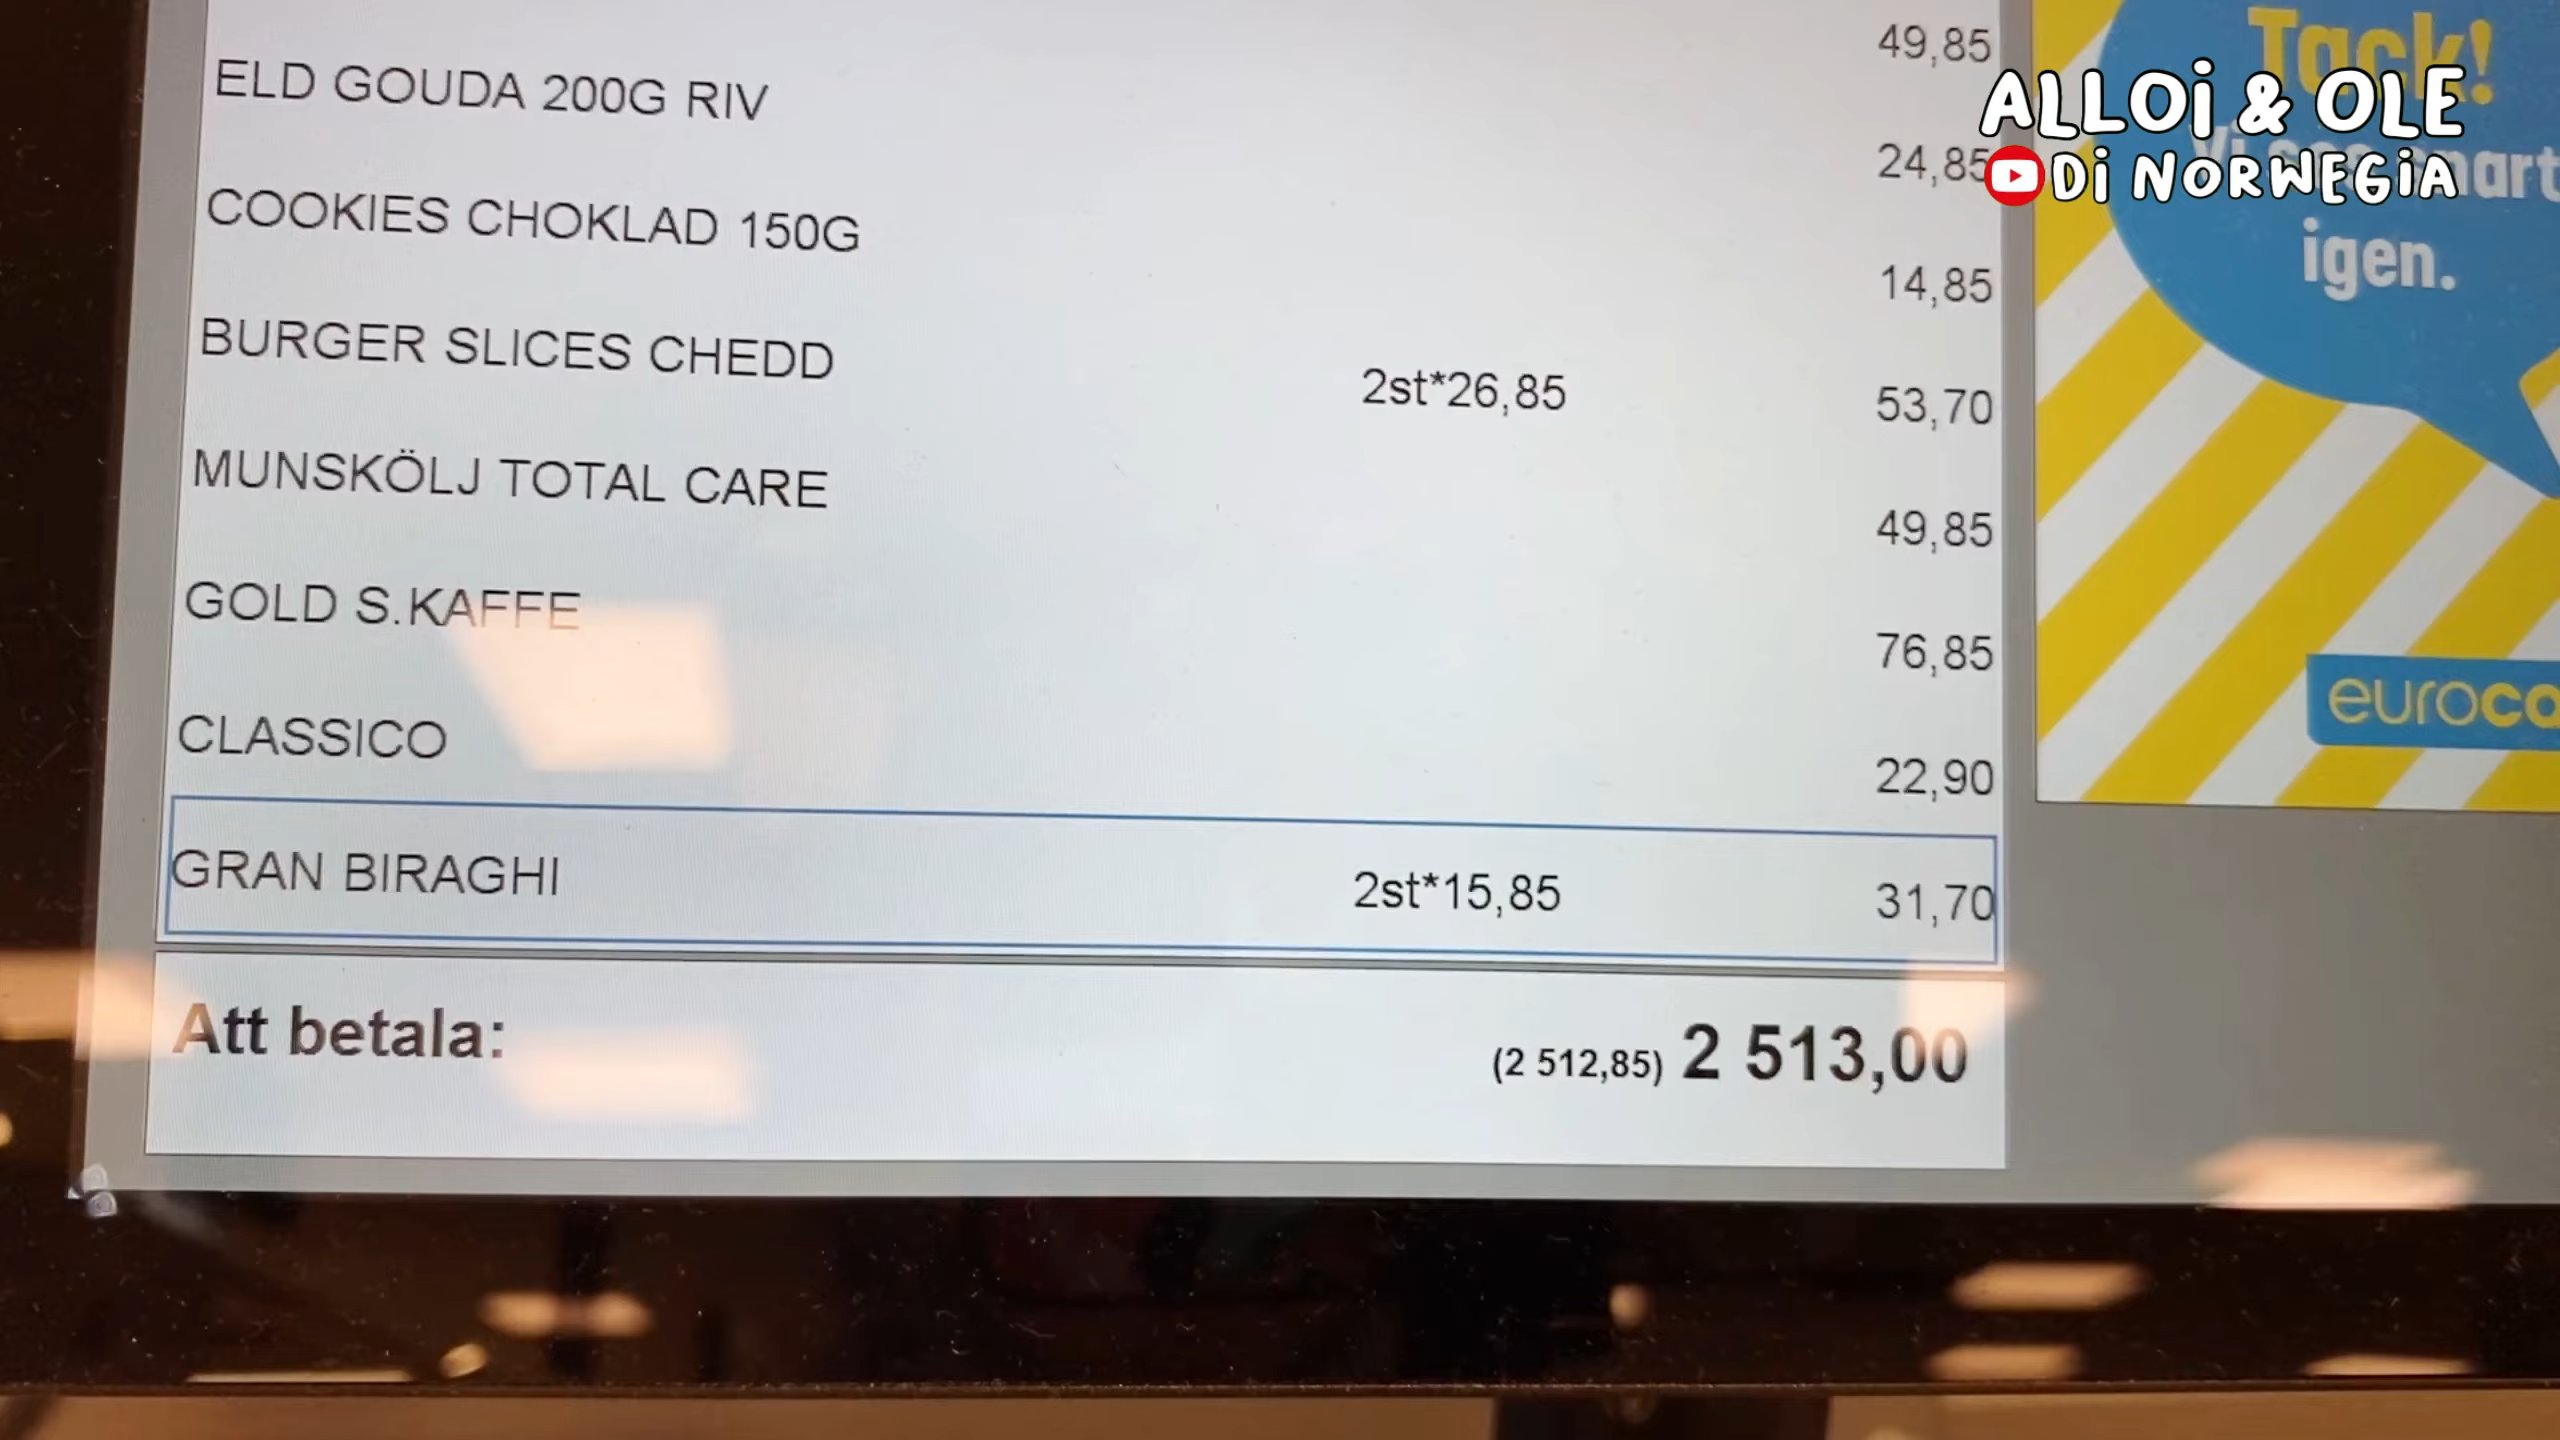 49,85
ELD GOUDA 200G RIV 24,85
COOKIES CHOKLAD 150G 14,85
BURGER SLICES CHEDD 2st*26,85 53,70
MUNSKÖLJ TOTAL CARE 49,85
GOLD S.KAFFE 76,85
CLASSICO 22,90
GRAN BIRAGHI 2st*15,85 31,70
Att betala: (2 512,85) 2 513,00
Tack!
igen.
euroca
ALLOi & OLE
Di NORWEGiA